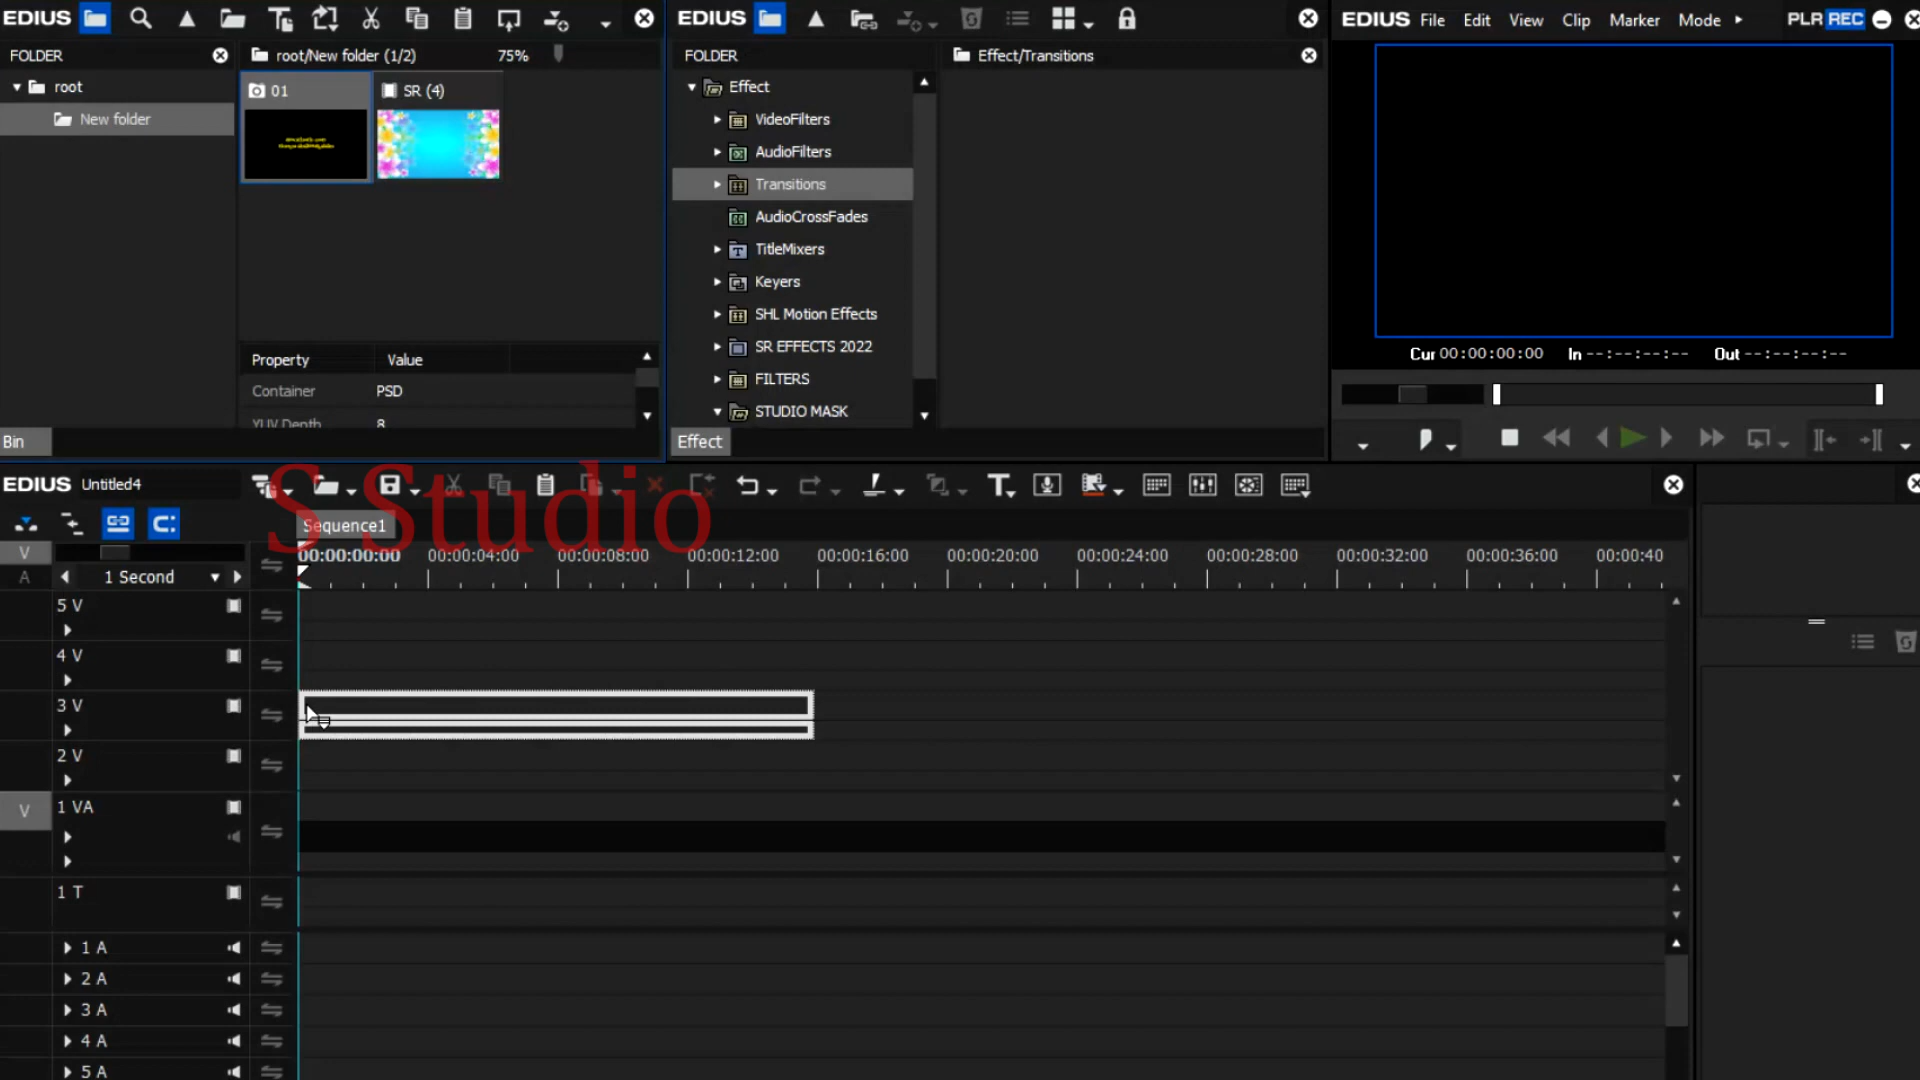 EDIUS
FOLDER
root
New folder
root/New folder (1/2)
75%
01
SR (4)
Property
Value
Container
PSD
YUV Depth
8
Bin
EDIUS
FOLDER
Effect/Transitions
Effect
VideoFilters
AudioFilters
Transitions
AudioCrossFades
TitleMixers
Keyers
SHL Motion Effects
SR EFFECTS 2022
FILTERS
STUDIO MASK
Effect
EDIUS File Edit View Clip Marker Mode
PLR REC
Cur 00:00:00:00 In --:--:--:-- Out --:--:--:--
EDIUS Untitled4
S Studio
Sequence1
00:00:00:00 00:00:04:00 00:00:08:00 00:00:12:00 00:00:16:00 00:00:20:00 00:00:24:00 00:00:28:00 00:00:32:00 00:00:36:00 00:00:40
V
A
1 Second
5 V
4 V
3 V
2 V
V
1 VA
1 T
1 A
2 A
3 A
4 A
5 A